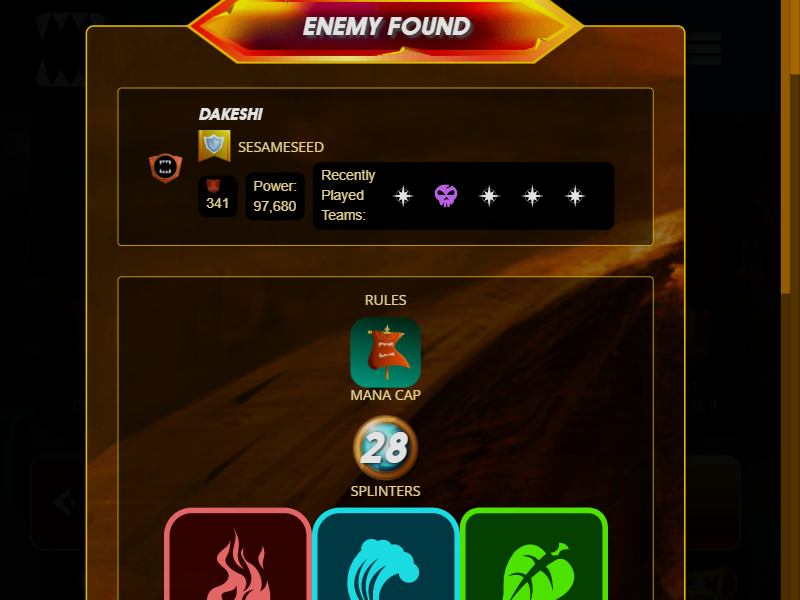 ENEMY FOUND
DAKESHI
SESAMESEED
341
Power:
97,680
Recently
Played
Teams:
RULES
MANA CAP
28
SPLINTERS